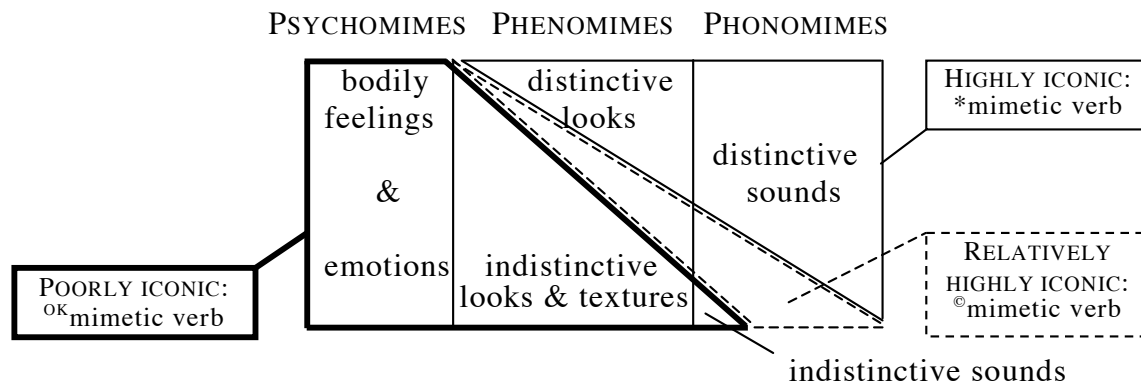 PSYCHOMIMES PHENOMIMES PHONOMIMES
bodily
feelings
&
emotions
distinctive
looks
indistinctive
looks & textures
distinctive
sounds
HIGHLY ICONIC:
*mimetic verb
RELATIVELY
HIGHLY ICONIC:
©mimetic verb
POORLY ICONIC:
OKmimetic verb
indistinctive sounds